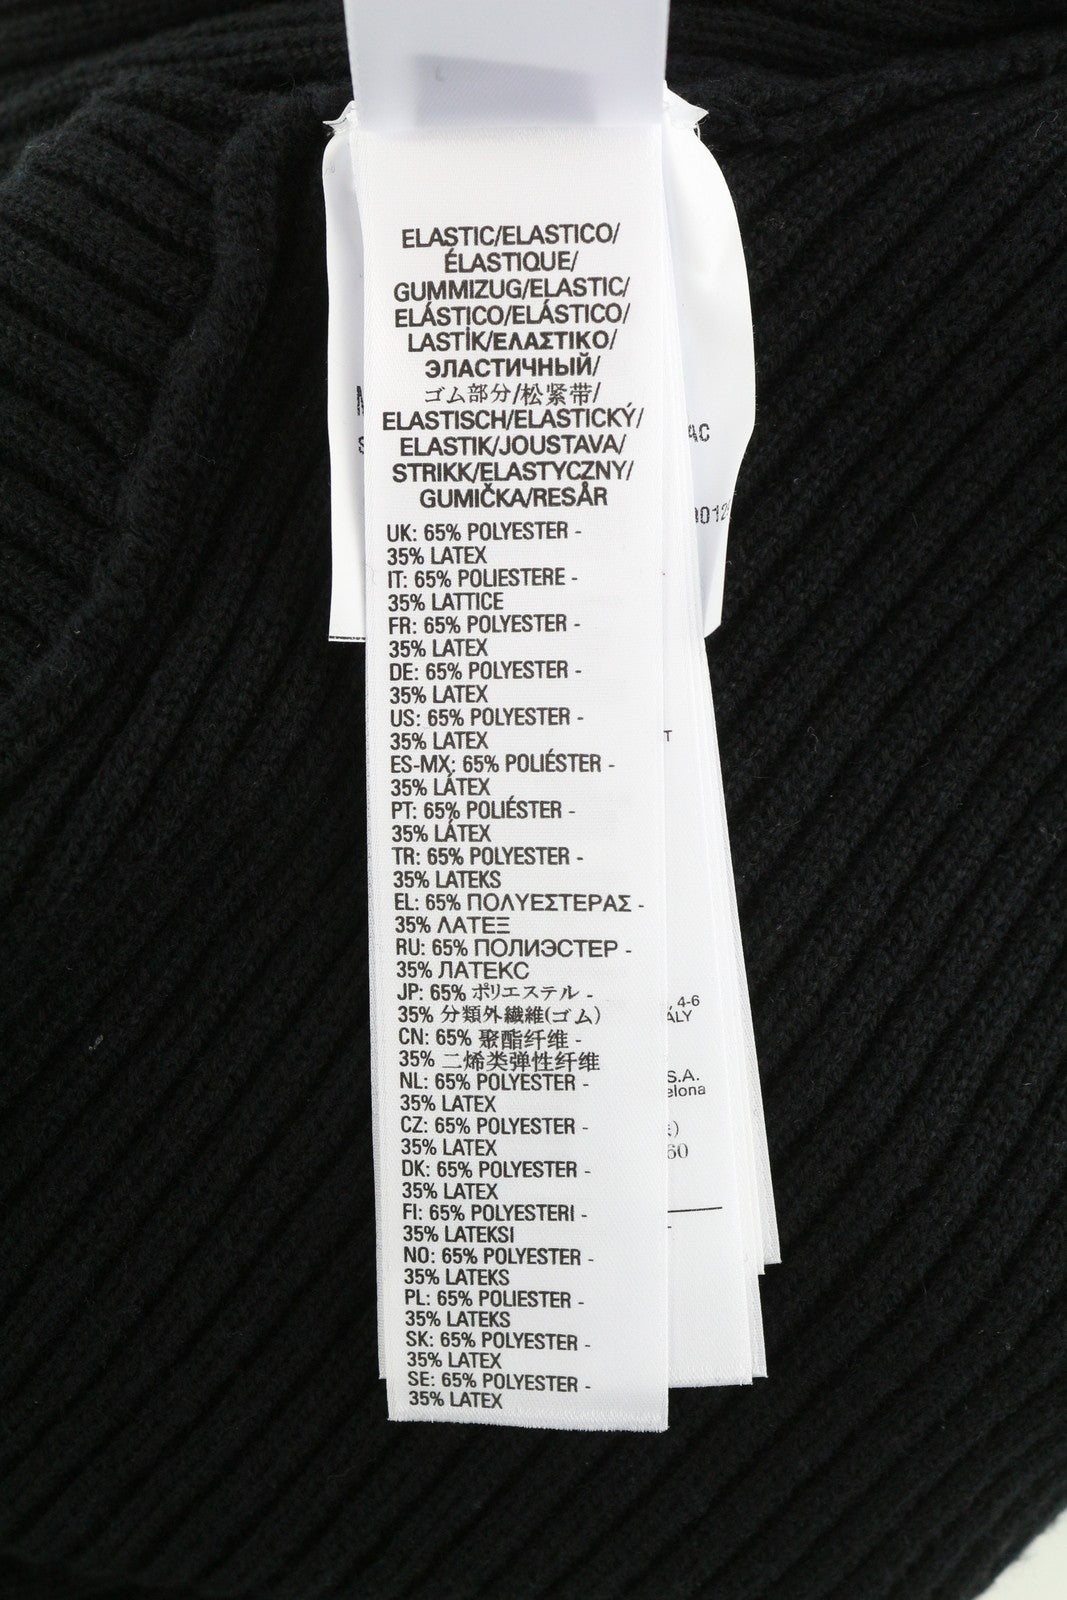 ELASTIC/ELASTICO/
ÉLASTIQUE/
GUMMIZUG/ELASTIC/
ELÁSTICO/ELÁSTICO/
LASTİK/ΕΛΑΣΤΙΚΟ/
ЭЛАСТИЧНЫЙ/
ゴム部分/松紧带/
ELASTISCH/ELASTICKÝ/
ELASTIK/JOUSTAVA/
STRIKK/ELASTYCZNY/
GUMIČKA/RESÅR
UK: 65% POLYESTER -
35% LATEX
IT: 65% POLIESTERE -
35% LATTICE
FR: 65% POLYESTER -
35% LATEX
DE: 65% POLYESTER -
35% LATEX
US: 65% POLYESTER -
35% LATEX
ES-MX: 65% POLIÉSTER -
35% LÁTEX
PT: 65% POLIÉSTER -
35% LÁTEX
TR: 65% POLYESTER -
35% LATEKS
EL: 65% ΠΟΛΥΕΣΤΕΡΑΣ -
35% ΛΑΤΕΞ
RU: 65% ПОЛИЭСТЕР -
35% ЛАТЕКС
JP: 65% ポリエステル -
35% 分類外繊維(ゴム)
CN: 65% 聚酯纤维 -
35% 二烯类弹性纤维
NL: 65% POLYESTER -
35% LATEX
CZ: 65% POLYESTER -
35% LATEX
DK: 65% POLYESTER -
35% LATEX
FI: 65% POLYESTERI -
35% LATEKSI
NO: 65% POLYESTER -
35% LATEKS
PL: 65% POLIESTER -
35% LATEKS
SK: 65% POLYESTER -
35% LATEX
SE: 65% POLYESTER -
35% LATEX
4-6
S.A.